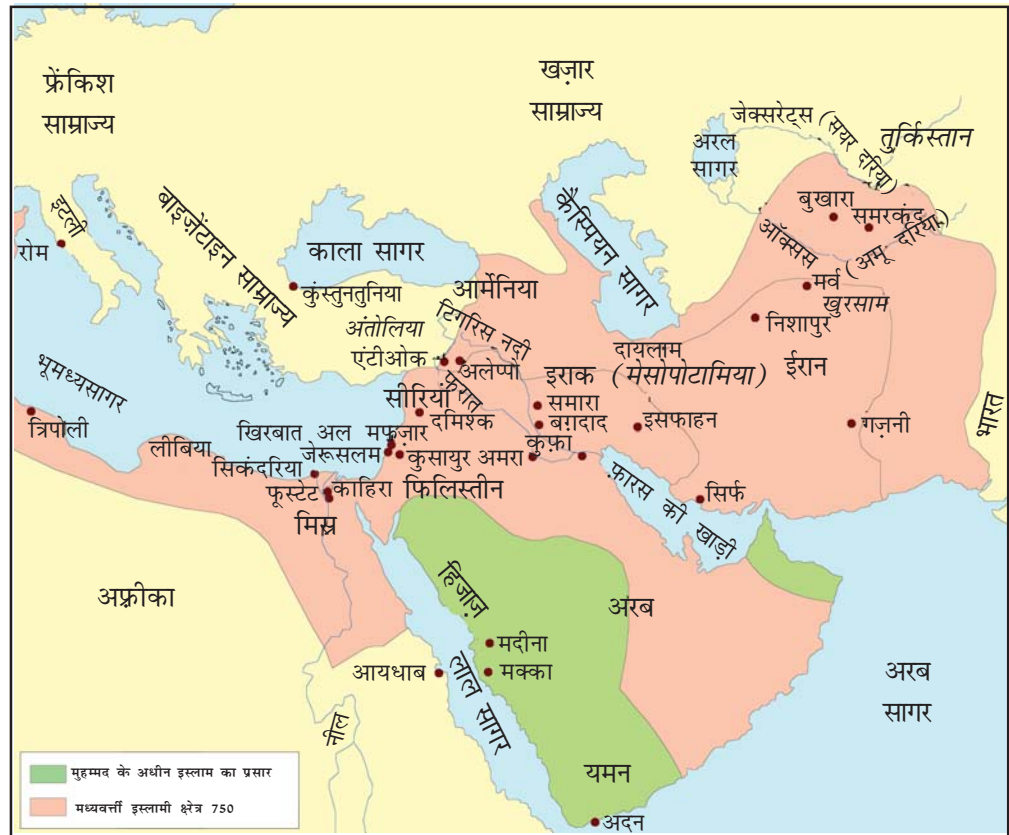 फ्रेंकिश
साम्राज्य
खज़ार
साम्राज्य
जेक्सरेट्स (सयर दरिया)
तुर्किस्तान
अरल
सागर
बुखारा
समरकंद
ऑक्सस (अमू दरिया)
इटली
रोम
बाइजेंटाइन साम्राज्य
काला सागर
कैस्पियन सागर
कुंस्तुनतुनिया
आर्मेनिया
मर्व
खुरसाम
निशापुर
अंतोलिया
टिगरिस नदी
एंटीओक
अलेप्पो
दायलाम
इराक (मेसोपोटामिया)
ईरान
फ़रात
भूमध्यसागर
सीरिया
समारा
त्रिपोली
दमिश्क
बग़दाद
इसफाहन
गज़नी
भारत
लीबिया
खिरबात अल मफ़जार
जेरूसलम
कुसायुर अमरा
कुफ़ा
सिकंदरिया
फूस्टेट
काहिरा
फिलिस्तीन
फ़ारस की खाड़ी
सिर्फ
मिस्र
अफ़्रीका
हिजाज़
अरब
मदीना
आयधाब
मक्का
लाल सागर
अरब
सागर
नील
यमन
अदन
मुहम्मद के अधीन इस्लाम का प्रसार
मध्यवर्त्ती इस्लामी क्षेत्र 750